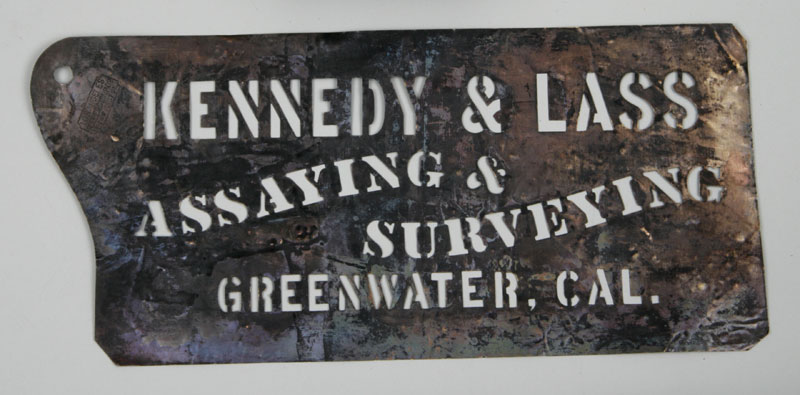 KENNEDY & LASS
ASSAYING &
SURVEYING
GREENWATER, CAL.